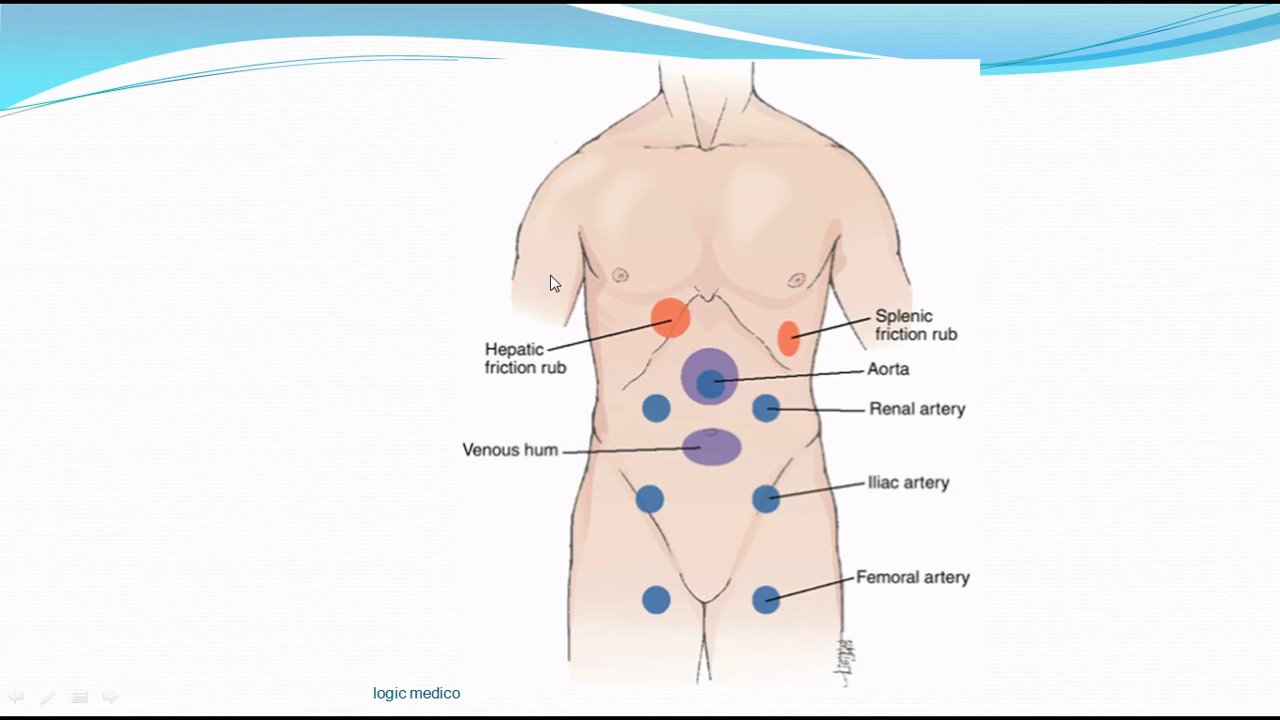 Splenic
friction rub
Hepatic
friction rub
Aorta
Renal artery
Venous hum
Iliac artery
Femoral artery
logic medico